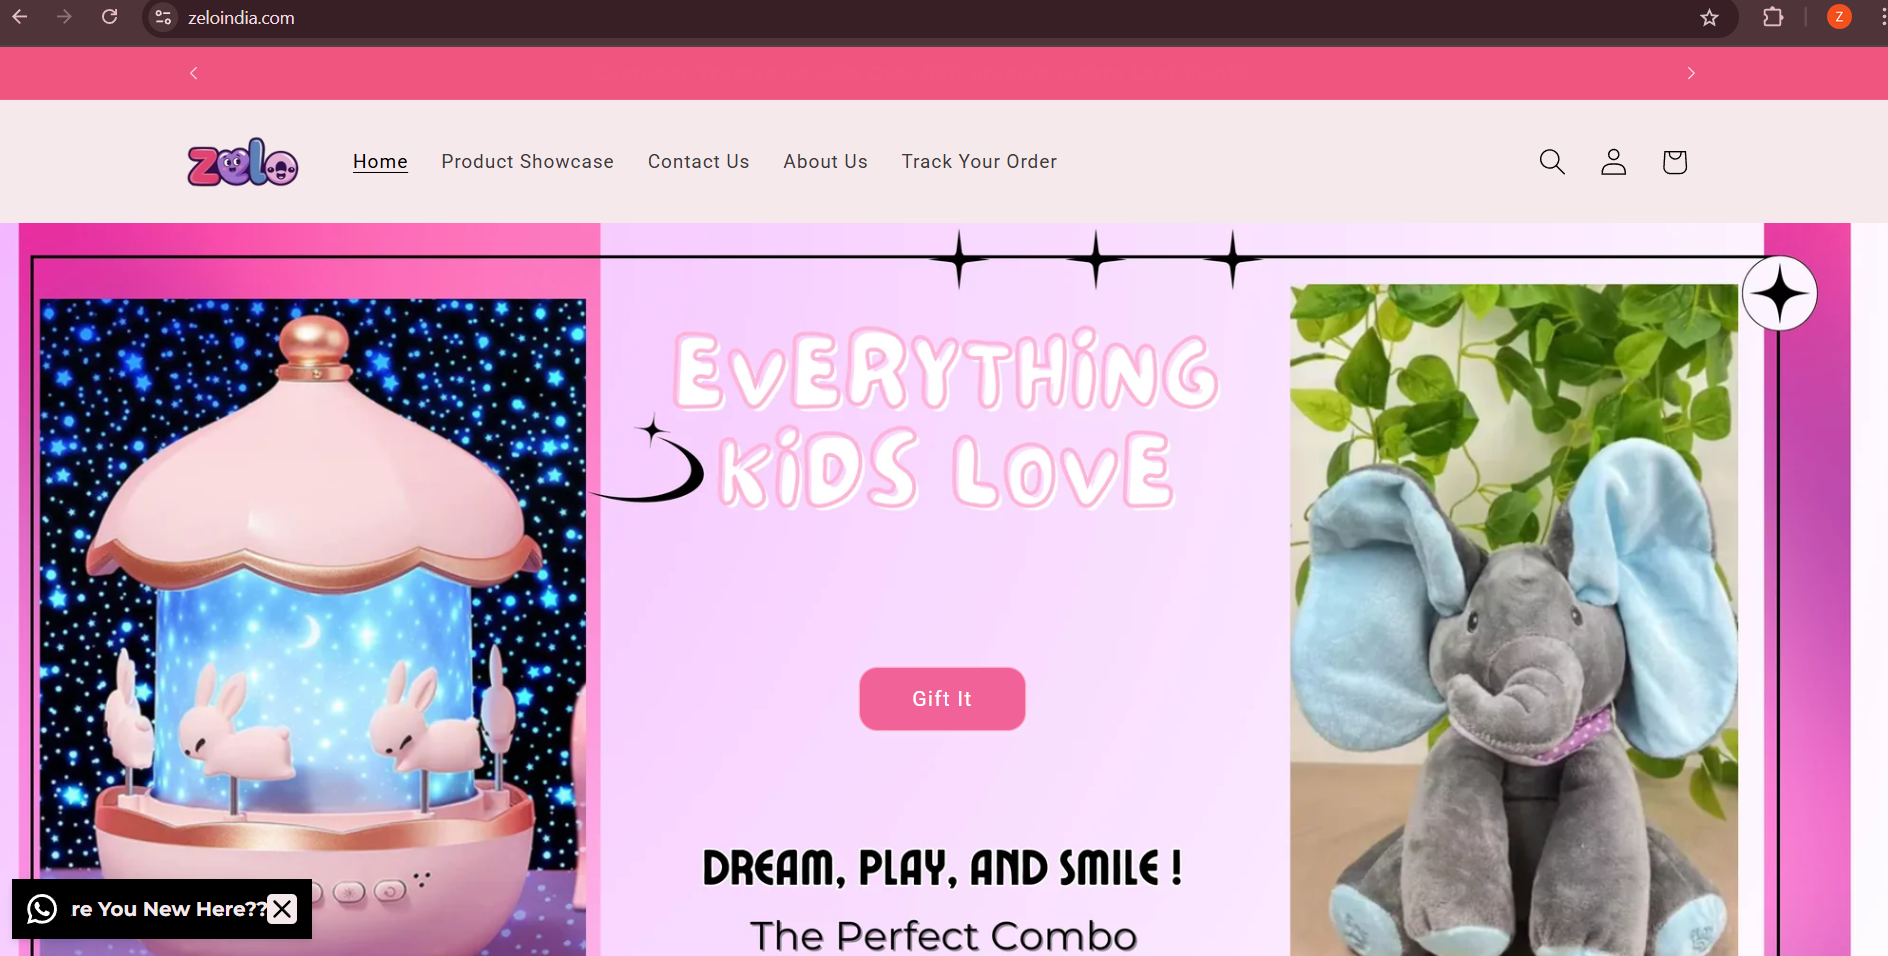 zeloindia.com
Z
zelo
Home Product Showcase Contact Us About Us Track Your Order
EVERYTHING
KIDS LOVE
Gift It
DREAM, PLAY, AND SMILE !
The Perfect Combo
re You New Here??